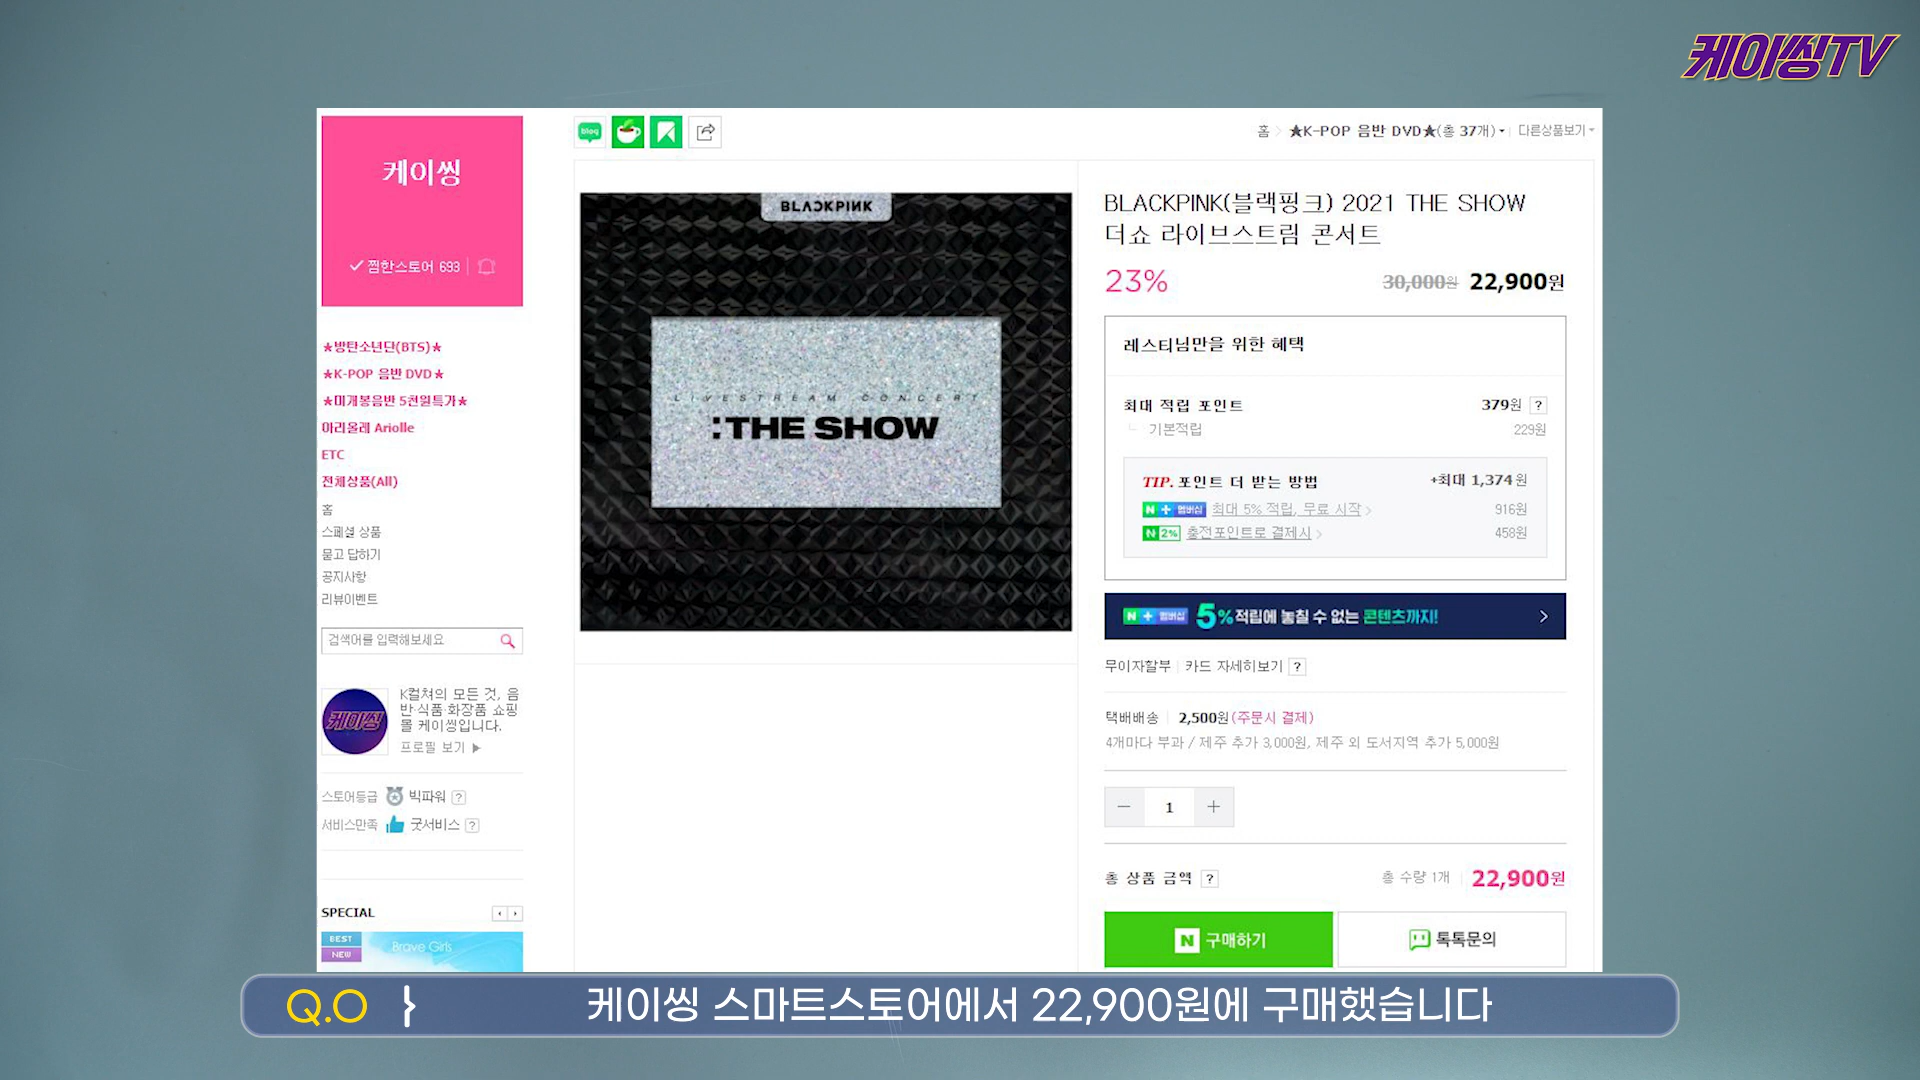 케이씽TV
케이씽
찜한스토어 693
★방탄소년단(BTS)★
★K-POP 음반 DVD★
★미개봉음반 5천원특가★
아리올레 Ariolle
ETC
전체상품(All)
홈
스페셜 상품
묻고 답하기
공지사항
리뷰이벤트
검색어를 입력해보세요
케이씽
K컬쳐의 모든 것, 음
반·식품·화장품 쇼핑
몰 케이씽입니다.
프로필 보기 ▶
스토어등급 빅파워 ?
서비스만족 굿서비스 ?
SPECIAL
BEST
NEW
Brave Girls
blog
홈 > ★K-POP 음반 DVD★(총 37개) 다른상품보기
BLACKPINK
LIVESTREAM CONCERT
:THE SHOW
BLACKPINK(블랙핑크) 2021 THE SHOW
더쇼 라이브스트림 콘서트
23% 30,000원 22,900원
레스티님만을 위한 혜택
최대 적립 포인트 379원 ?
기본적립 229원
TIP. 포인트 더 받는 방법 +최대 1,374원
N + 멤버십 최대 5% 적립, 무료 시작 > 916원
N 2% 충전포인트로 결제시 > 458원
N + 멤버십 5%적립에 놓칠 수 없는 콘텐츠까지! >
무이자할부 카드 자세히보기 ?
택배배송 2,500원(주문시 결제)
4개마다 부과 / 제주 추가 3,000원, 제주 외 도서지역 추가 5,000원
− 1 +
총 상품 금액 ? 총 수량 1개 22,900원
N 구매하기
톡톡문의
Q.O 케이씽 스마트스토어에서 22,900원에 구매했습니다